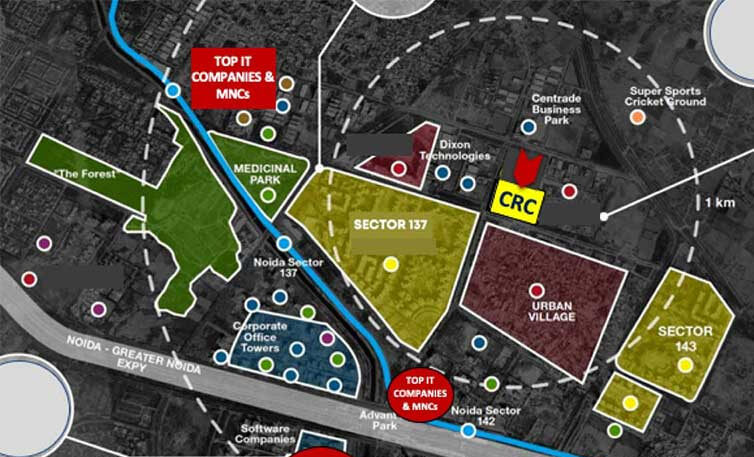 TOP IT
COMPANIES &
MNCs
Super Sports
Cricket Ground
Centrade
Business
Park
Dixon
Technologies
"The Forest"
MEDICINAL
PARK
CRC
1 km
SECTOR 137
Noida Sector
137
URBAN
VILLAGE
SECTOR
143
Corporate
Office
Towers
NOIDA - GREATER NOIDA
EXPY
TOP IT
COMPANIES
& MNCs
Park
Noida Sector
142
Software
Companies